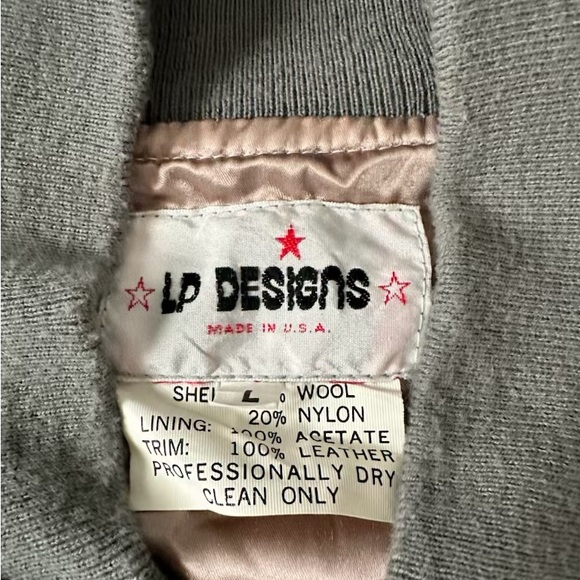 LP DESIGNS
MADE IN U.S.A.
L
WOOL
20% NYLON
LINING: 100% ACETATE
TRIM: 100% LEATHER
PROFESSIONALLY DRY
CLEAN ONLY